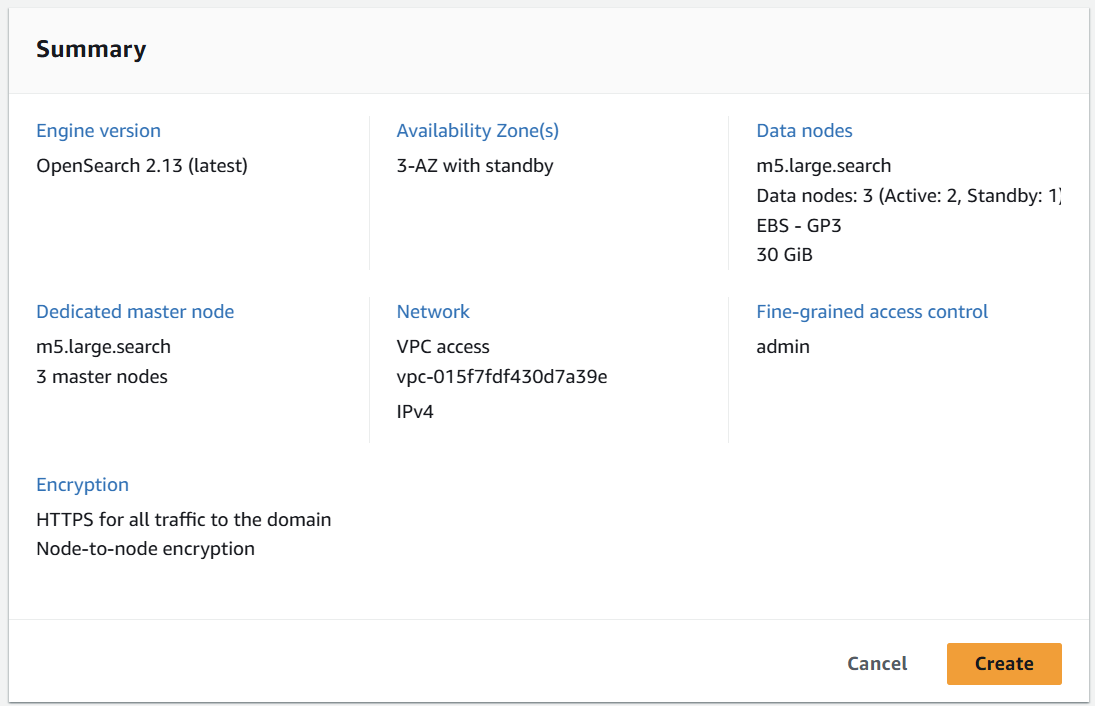 Summary
Engine version
OpenSearch 2.13 (latest)
Availability Zone(s)
3-AZ with standby
Data nodes
m5.large.search
Data nodes: 3 (Active: 2, Standby: 1)
EBS - GP3
30 GiB
Dedicated master node
m5.large.search
3 master nodes
Network
VPC access
vpc-015f7fdf430d7a39e
IPv4
Fine-grained access control
admin
Encryption
HTTPS for all traffic to the domain
Node-to-node encryption
Cancel
Create